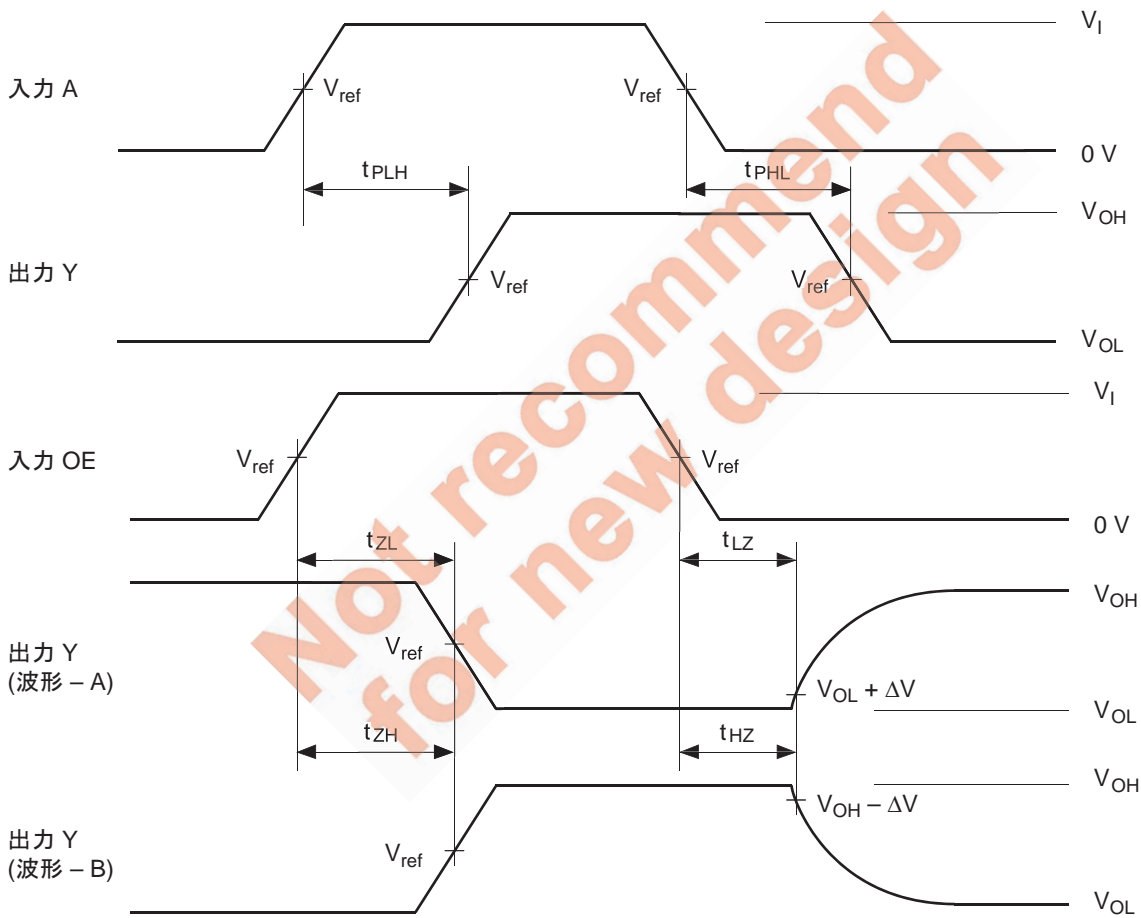 V_I
入力 A
V_ref
V_ref
0 V
t_PLH
t_PHL
V_OH
出力 Y
V_ref
V_ref
V_OL
V_I
入力 OE
V_ref
V_ref
0 V
t_ZL
t_LZ
V_OH
出力 Y
(波形 – A)
V_ref
V_OL + ΔV
V_OL
t_ZH
t_HZ
V_OH
V_OH – ΔV
出力 Y
(波形 – B)
V_ref
V_OL
Not recommend
for new design